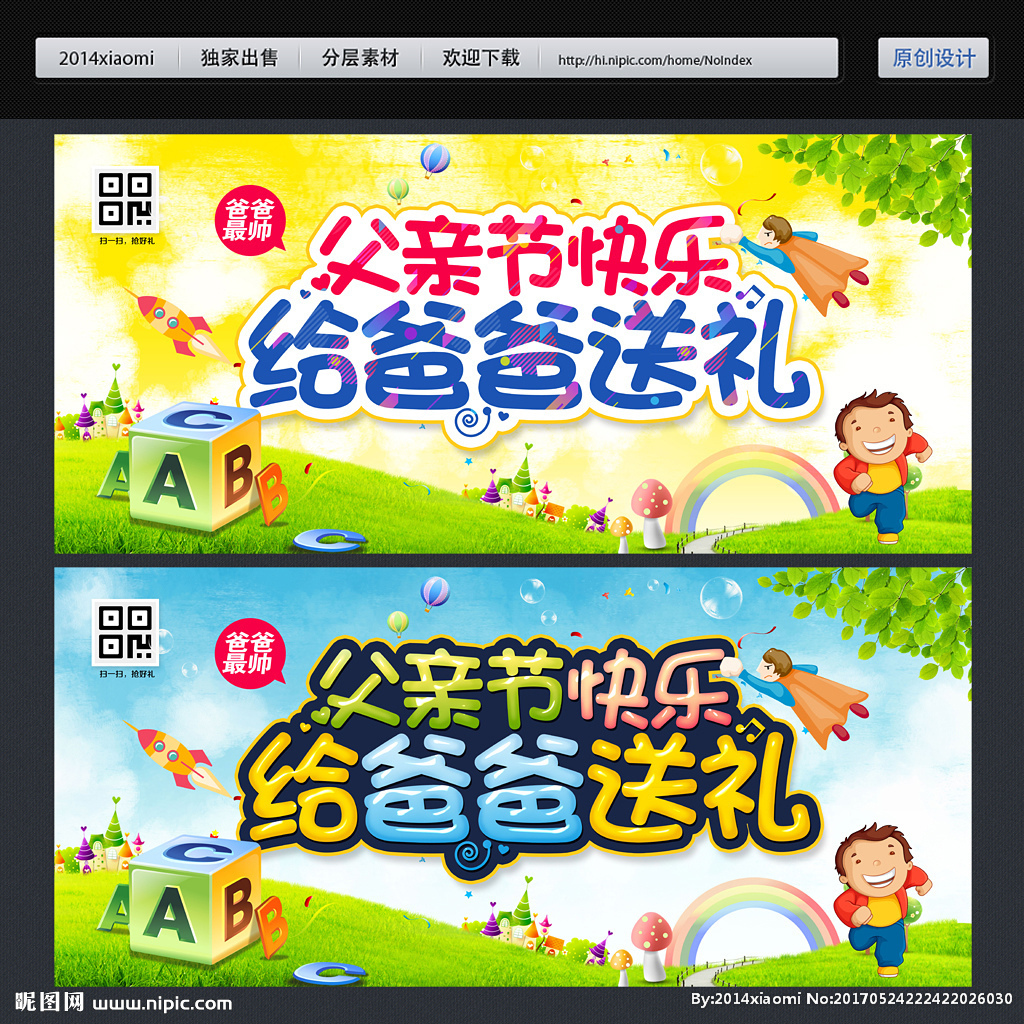 2014xiaomi 独家出售 分层素材 欢迎下载 http://hi.nipic.com/home/NoIndex 原创设计
扫一扫，抢好礼
爸爸
最帅
父亲节快乐
给爸爸送礼
C
A A B B
C
扫一扫，抢好礼
爸爸
最帅
父亲节快乐
给爸爸送礼
C
A A B B
C
昵图网 www.nipic.com
By:2014xiaomi No:20170524222422026030